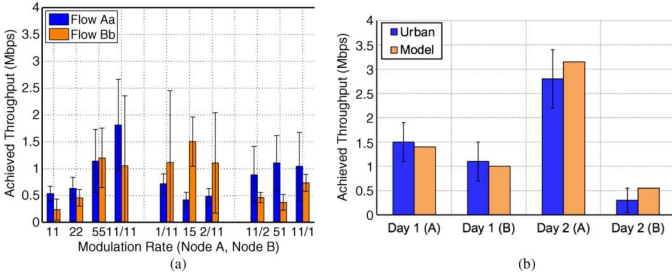 Achieved Throughput (Mbps)
4
3.5
3
2.5
2
1.5
1
0.5
0
Flow Aa
Flow Bb
11 22 5511/11 1/11 15 2/11 11/2 51 11/1
Modulation Rate (Node A, Node B)
(a)
Achieved Throughput (Mbps)
4
3.5
3
2.5
2
1.5
1
0.5
0
Urban
Model
Day 1 (A) Day 1 (B) Day 2 (A) Day 2 (B)
(b)